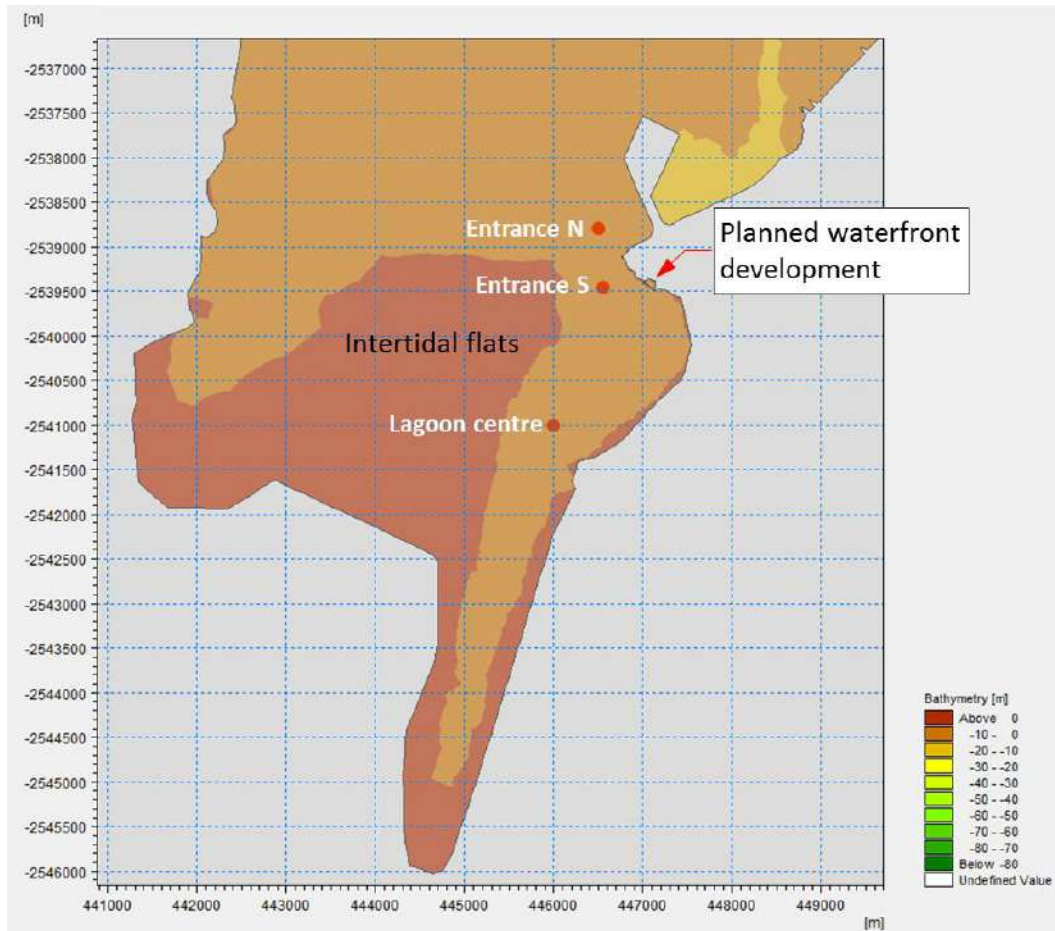 [m]
-2537000
-2537500
-2538000
-2538500
Entrance N
Planned waterfront
development
-2539000
Entrance S
-2539500
Intertidal flats
-2540000
-2540500
Lagoon centre
-2541000
-2541500
-2542000
-2542500
-2543000
-2543500
-2544000
-2544500
-2545000
-2545500
-2546000
441000 442000 443000 444000 445000 446000 447000 448000 449000
[m]
Bathymetry [m]
Above 0
-10 - 0
-20 - -10
-30 - -20
-40 - -30
-50 - -40
-60 - -50
-70 - -60
-80 - -70
Below -80
Undefined Value